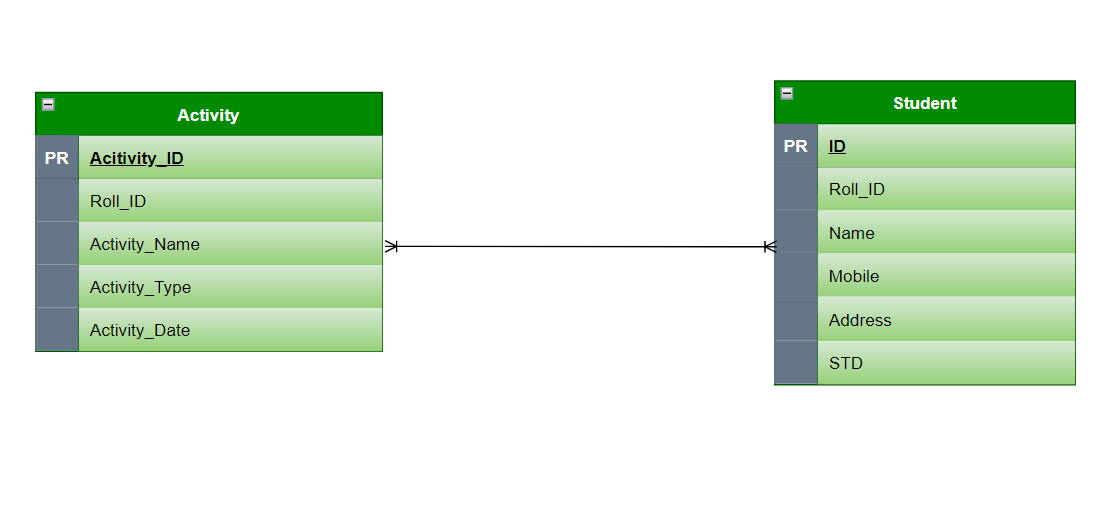 Activity
PR Acitivity_ID
Roll_ID
Activity_Name
Activity_Type
Activity_Date
Student
PR ID
Roll_ID
Name
Mobile
Address
STD